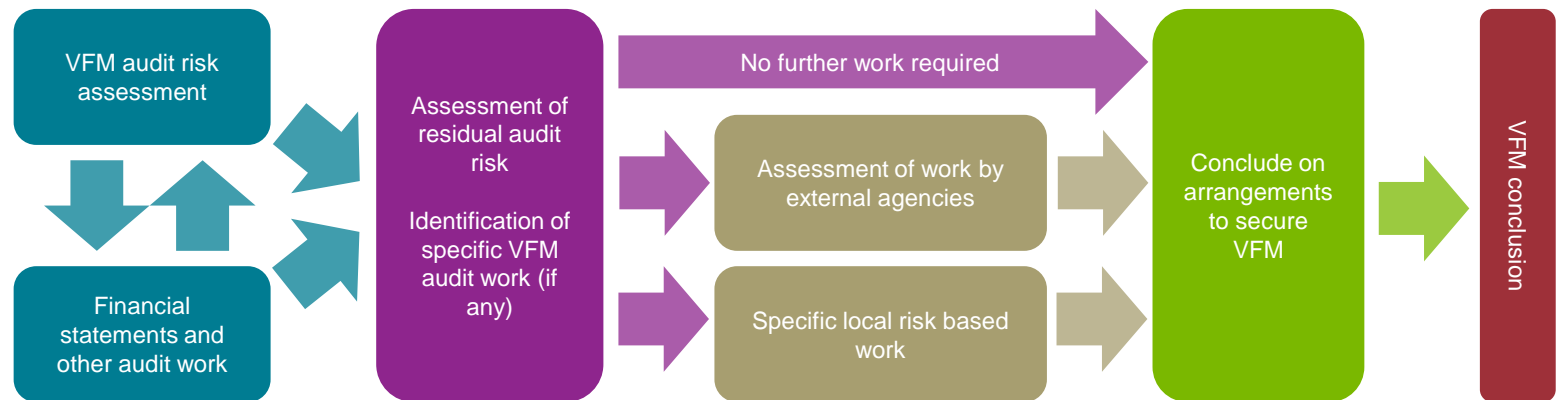 VFM audit risk
assessment
Financial
statements and
other audit work
Assessment of
residual audit
risk
Identification of
specific VFM
audit work (if
any)
No further work required
Assessment of work by
external agencies
Specific local risk based
work
Conclude on
arrangements
to secure
VFM
VFM conclusion